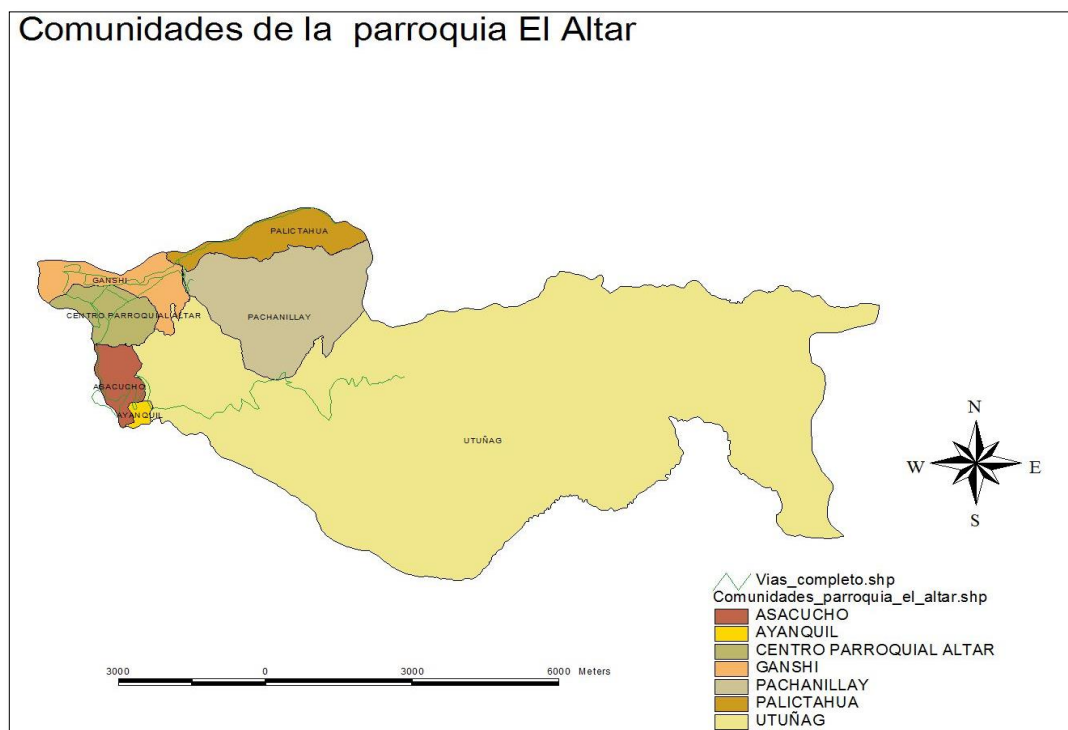 Comunidades de la parroquia El Altar
PALICTAHUA
GANSHI
CENTRO PARROQUIAL ALTAR
PACHANILLAY
ASACUCHO
AYANQUIL
UTUÑAG
N
W E
S
Vias_completo.shp
Comunidades_parroquia_el_altar.shp
ASACUCHO
AYANQUIL
CENTRO PARROQUIAL ALTAR
GANSHI
PACHANILLAY
PALICTAHUA
UTUÑAG
3000 0 3000 6000 Meters